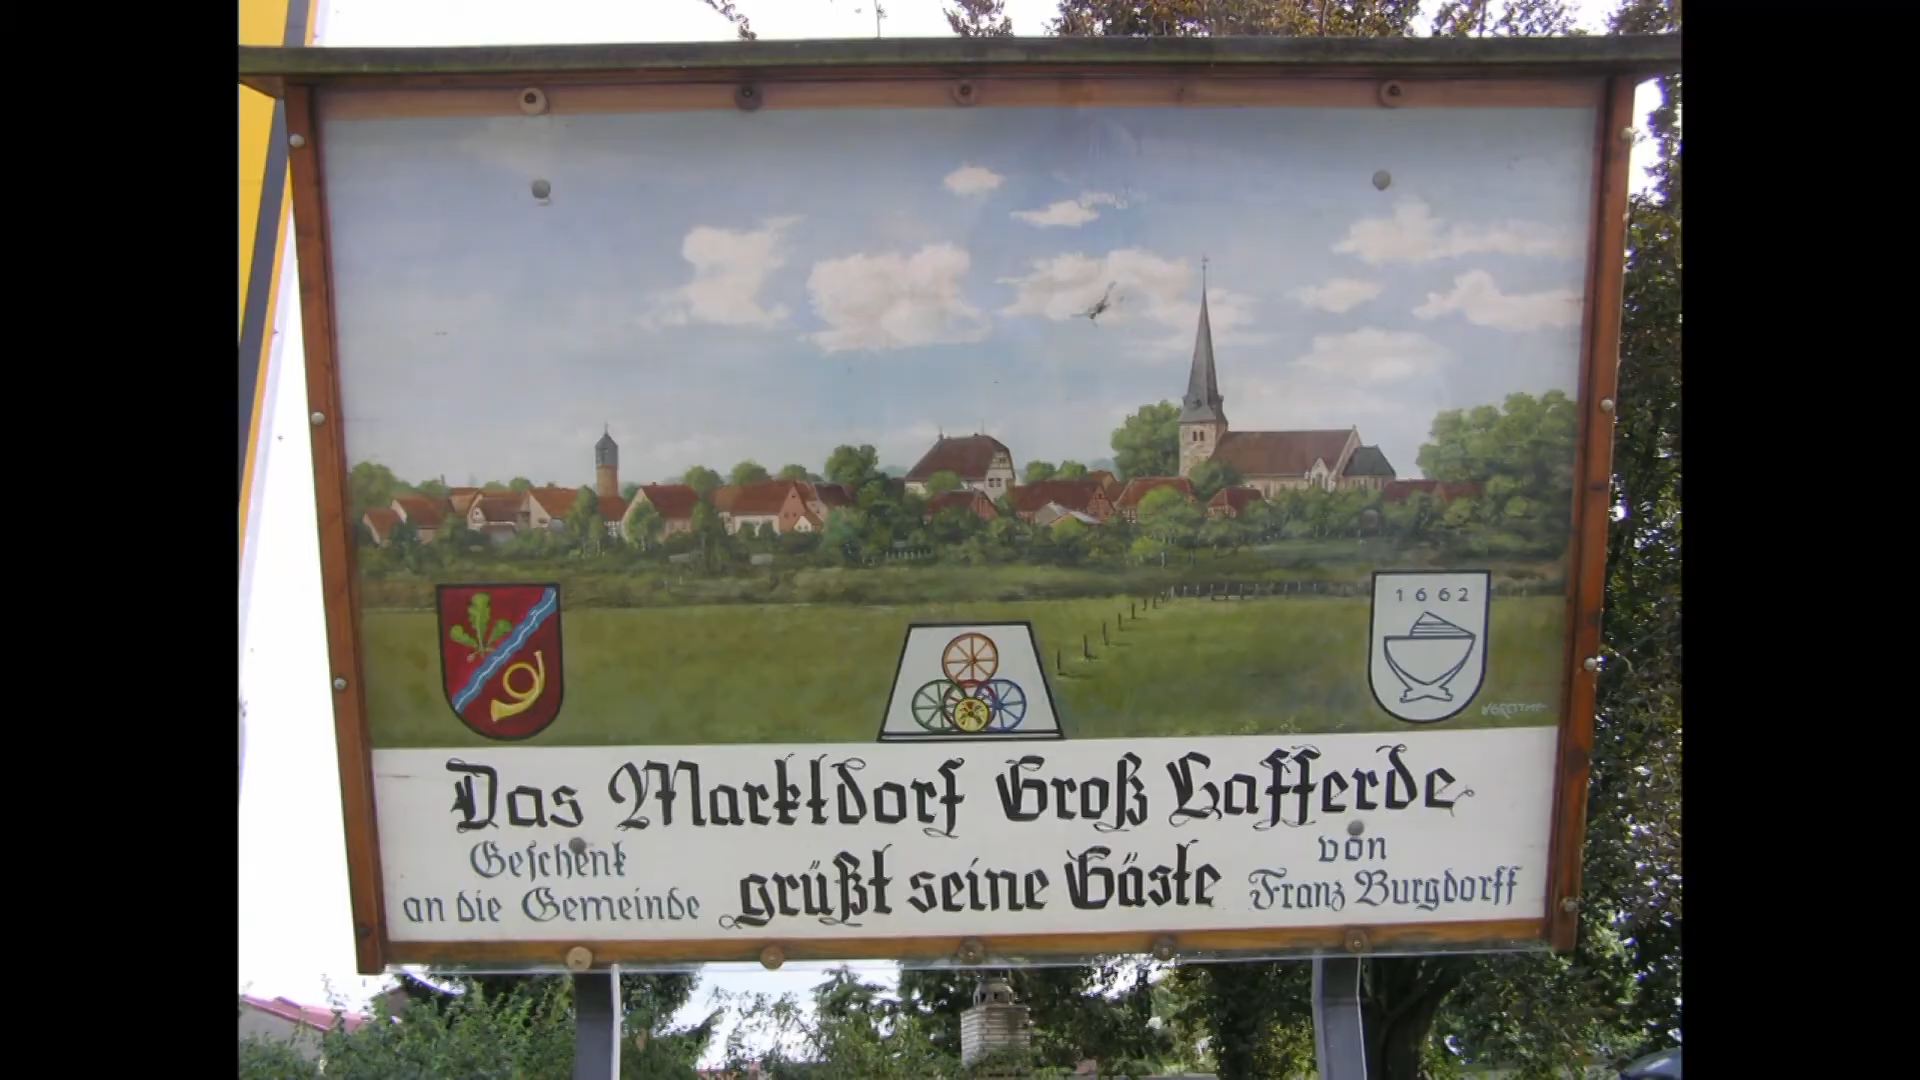 1662
Das Marktdorf Groß Lafferde
grüßt seine Gäste
Geschenk
an die Gemeinde
von
Franz Burgdorff